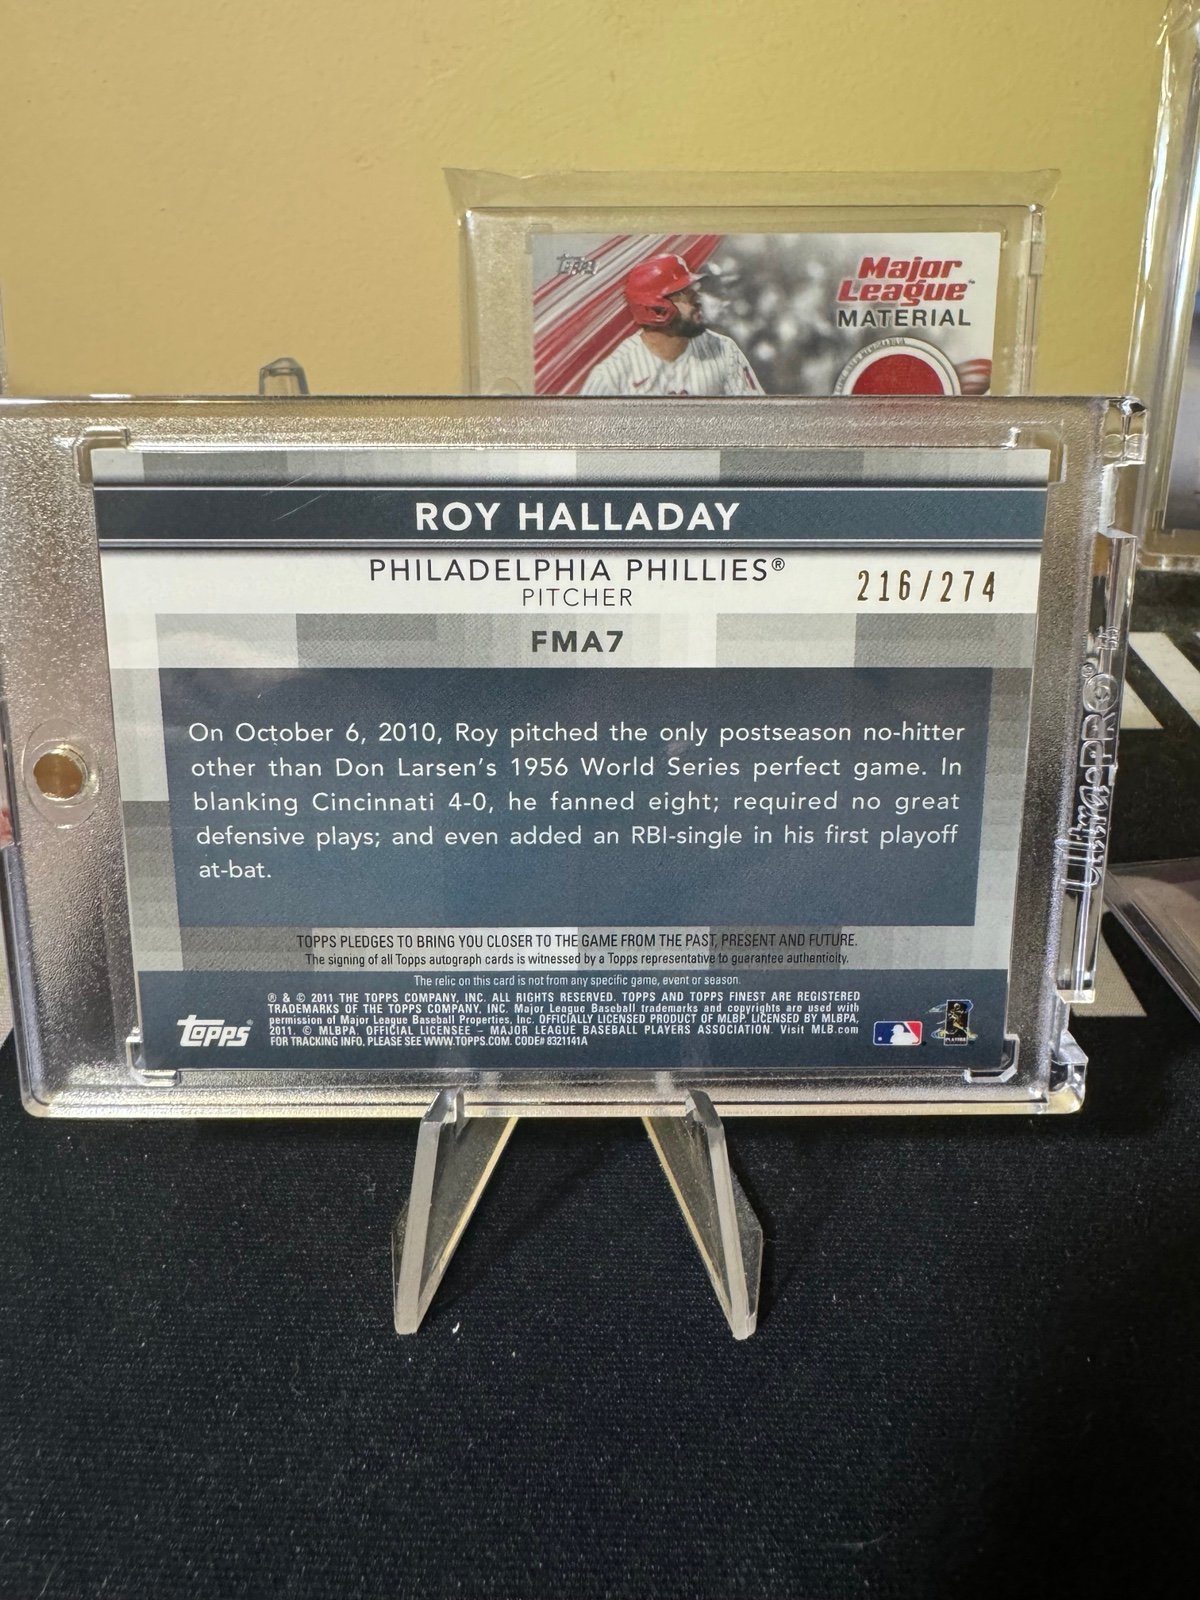 Topps
Major
League
MATERIAL
ROY HALLADAY
PHILADELPHIA PHILLIES®
PITCHER
216/274
FMA7
On October 6, 2010, Roy pitched the only postseason no-hitter
other than Don Larsen's 1956 World Series perfect game. In
blanking Cincinnati 4-0, he fanned eight; required no great
defensive plays; and even added an RBI-single in his first playoff
at-bat.
TOPPS PLEDGES TO BRING YOU CLOSER TO THE GAME FROM THE PAST, PRESENT AND FUTURE.
The signing of all Topps autograph cards is witnessed by a Topps representative to guarantee authenticity.
The relic on this card is not from any specific game, event or season.
® & © 2011 THE TOPPS COMPANY, INC. ALL RIGHTS RESERVED. TOPPS AND TOPPS FINEST ARE REGISTERED
TRADEMARKS OF THE TOPPS COMPANY, INC. Major League Baseball trademarks and copyrights are used with
permission of Major League Baseball Properties, Inc. OFFICIALLY LICENSED PRODUCT OF MLBP. LICENSED BY MLBPA,
2011. © MLBPA, OFFICIAL LICENSEE – MAJOR LEAGUE BASEBALL PLAYERS ASSOCIATION. Visit MLB.com
FOR TRACKING INFO. PLEASE SEE WWW.TOPPS.COM. CODE# 8321141A
topps
PLAYERS